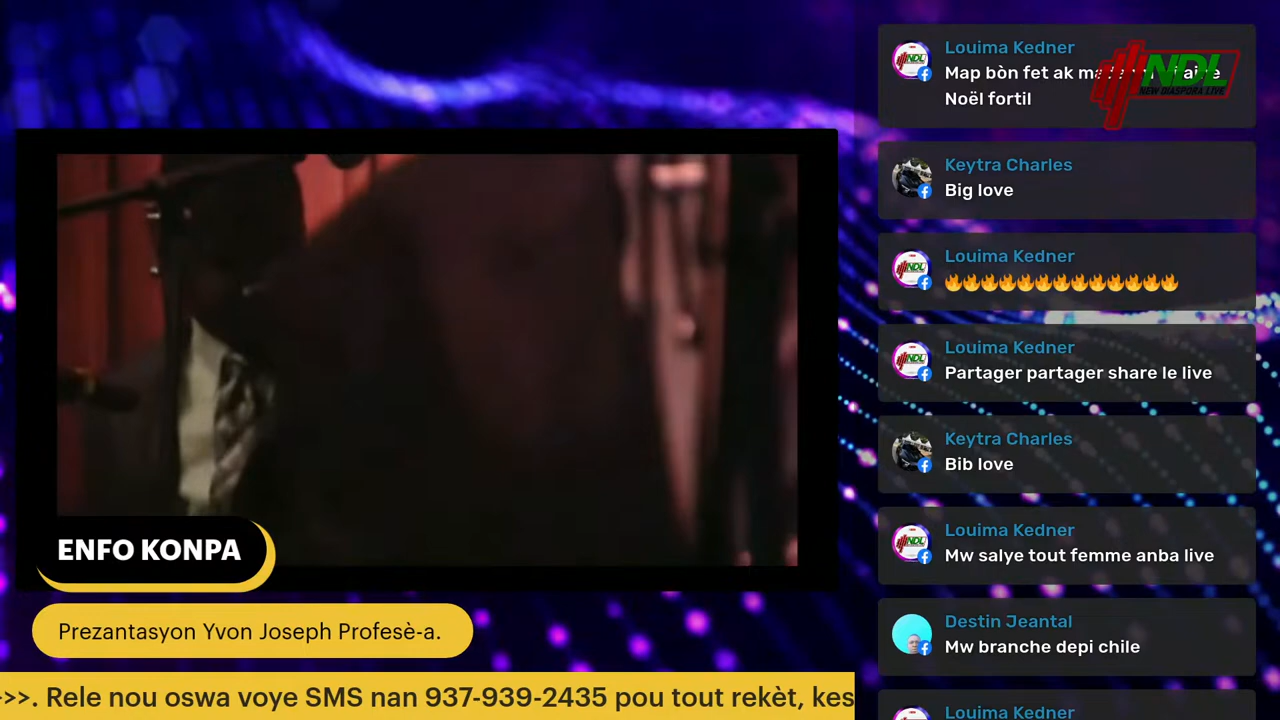 Louima Kedner
Map bòn fet ak
Noël fortil
NDL
NEW DIASPORA LIVE
Keytra Charles
Big love
Louima Kedner
🔥🔥🔥🔥🔥🔥🔥🔥🔥🔥🔥🔥🔥
Louima Kedner
Partager partager share le live
Keytra Charles
Bib love
Louima Kedner
Mw salye tout femme anba live
Destin Jeantal
Mw branche depi chile
Louima Kedner
ENFO KONPA
Prezantasyon Yvon Joseph Profesè-a.
>>. Rele nou oswa voye SMS nan 937-939-2435 pou tout rekèt, kes